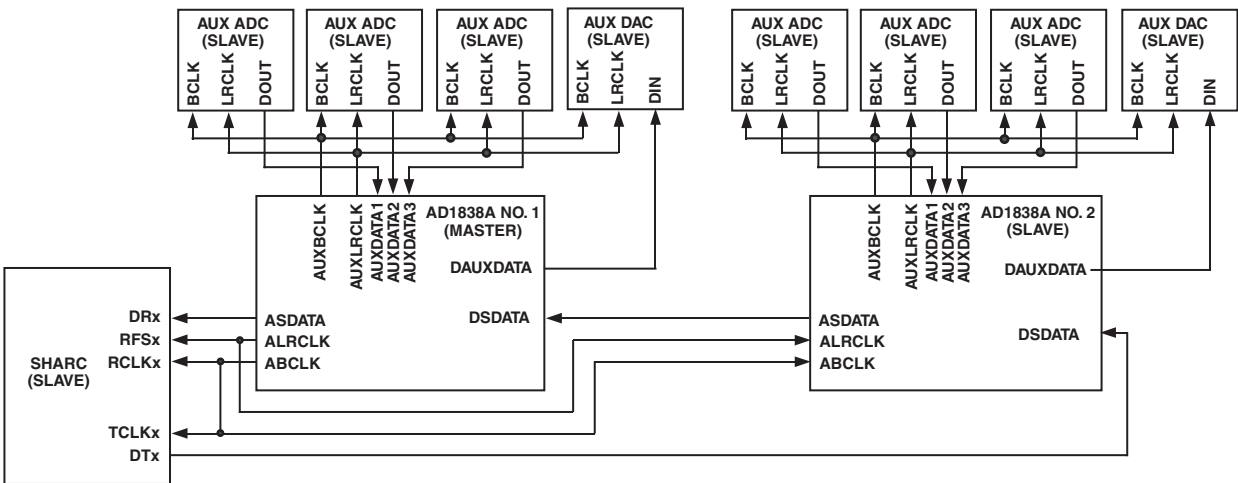 AUX ADC
(SLAVE)
BCLK
LRCLK
DOUT
AUX ADC
(SLAVE)
BCLK
LRCLK
DOUT
AUX ADC
(SLAVE)
BCLK
LRCLK
DOUT
AUX DAC
(SLAVE)
BCLK
LRCLK
DIN
AUX ADC
(SLAVE)
BCLK
LRCLK
DOUT
AUX ADC
(SLAVE)
BCLK
LRCLK
DOUT
AUX ADC
(SLAVE)
BCLK
LRCLK
DOUT
AUX DAC
(SLAVE)
BCLK
LRCLK
DIN
AUXBCLK
AUXLRCLK
AUXDATA1
AUXDATA2
AUXDATA3
AD1838A NO. 1
(MASTER)
DAUXDATA
DSDATA
ASDATA
ALRCLK
ABCLK
AUXBCLK
AUXLRCLK
AUXDATA1
AUXDATA2
AUXDATA3
AD1838A NO. 2
(SLAVE)
DAUXDATA
DSDATA
ASDATA
ALRCLK
ABCLK
SHARC
(SLAVE)
DRx
RFSx
RCLKx
TCLKx
DTx